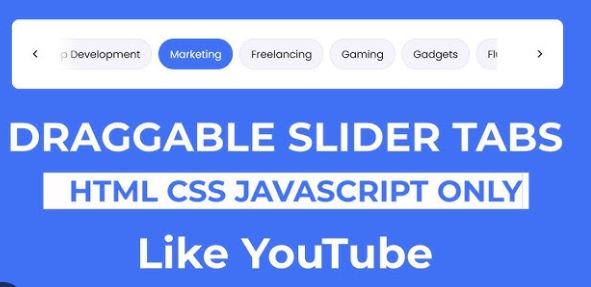 Development Marketing Freelancing Gaming Gadgets
DRAGGABLE SLIDER TABS
HTML CSS JAVASCRIPT ONLY
Like YouTube